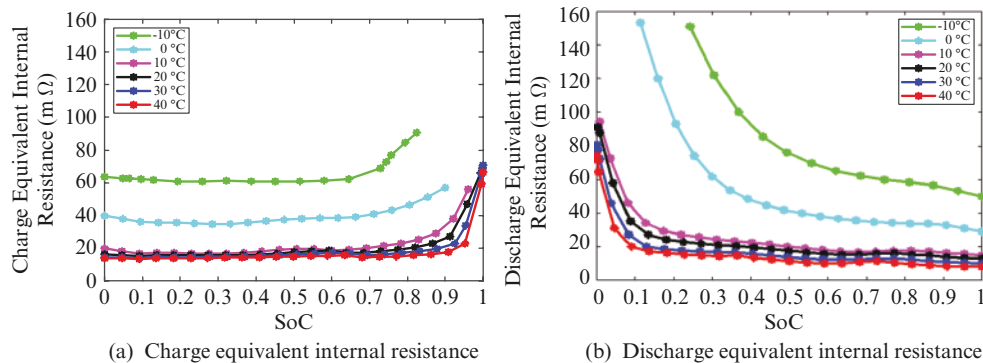 160
140
120
100
80
60
40
20
0
Charge Equivalent Internal
Resistance (m Ω)
-10°C
0 °C
10 °C
20 °C
30 °C
40 °C
0 0.1 0.2 0.3 0.4 0.5 0.6 0.7 0.8 0.9 1
SoC
(a) Charge equivalent internal resistance
160
140
120
100
80
60
40
20
0
Discharge Equivalent Internal
Resistance (m Ω)
-10°C
0 °C
10 °C
20 °C
30 °C
40 °C
0 0.1 0.2 0.3 0.4 0.5 0.6 0.7 0.8 0.9 1
SoC
(b) Discharge equivalent internal resistance